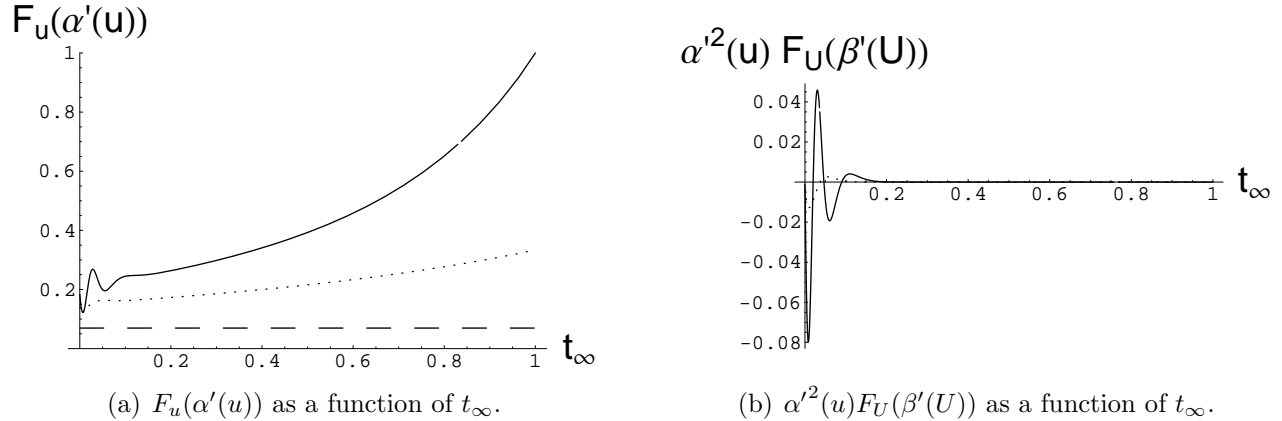 F_u(α'(u))
1
0.8
0.6
0.4
0.2
0.2 0.4 0.6 0.8 1 t_∞
(a) F_u(α'(u)) as a function of t_∞.
α'²(u) F_U(β'(U))
0.04
0.02
-0.02
-0.04
-0.06
-0.08
0.2 0.4 0.6 0.8 1 t_∞
(b) α'²(u)F_U(β'(U)) as a function of t_∞.